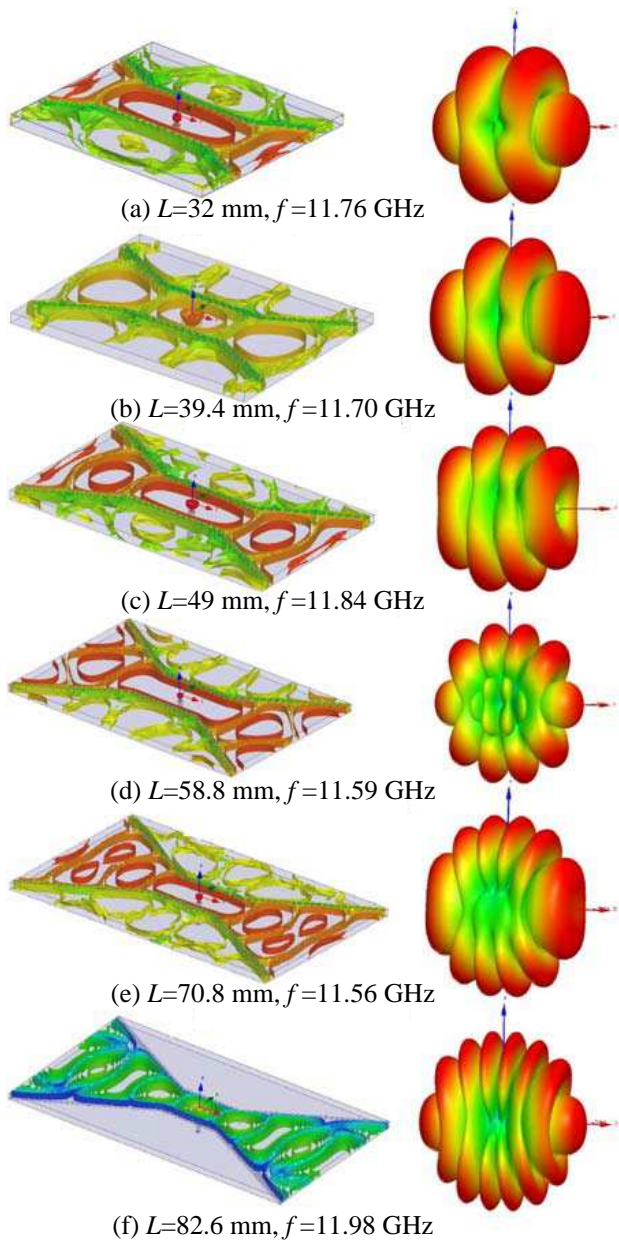 (a) L=32 mm, f=11.76 GHz
(b) L=39.4 mm, f=11.70 GHz
(c) L=49 mm, f=11.84 GHz
(d) L=58.8 mm, f=11.59 GHz
(e) L=70.8 mm, f=11.56 GHz
(f) L=82.6 mm, f=11.98 GHz